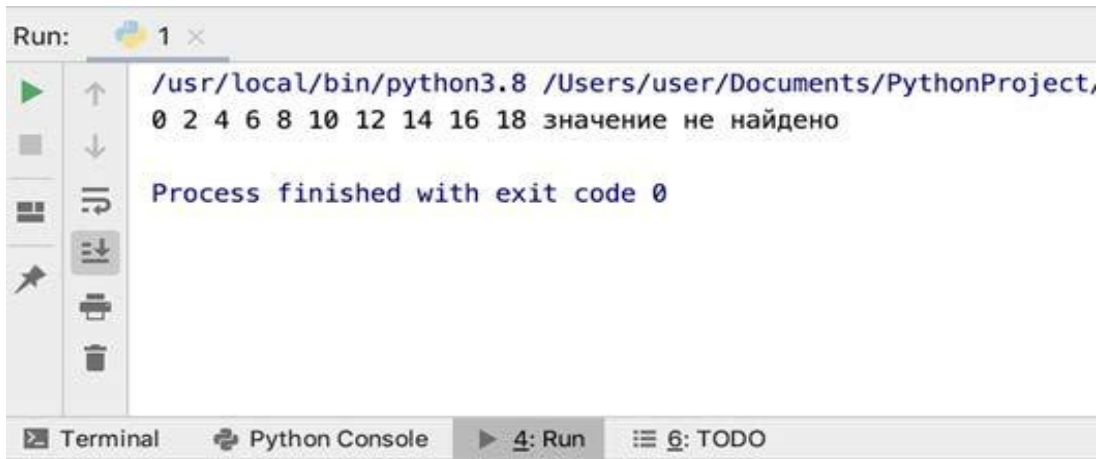 Run: 1
/usr/local/bin/python3.8 /Users/user/Documents/PythonProject/
0 2 4 6 8 10 12 14 16 18 значение не найдено
Process finished with exit code 0
Terminal Python Console 4: Run 6: TODO